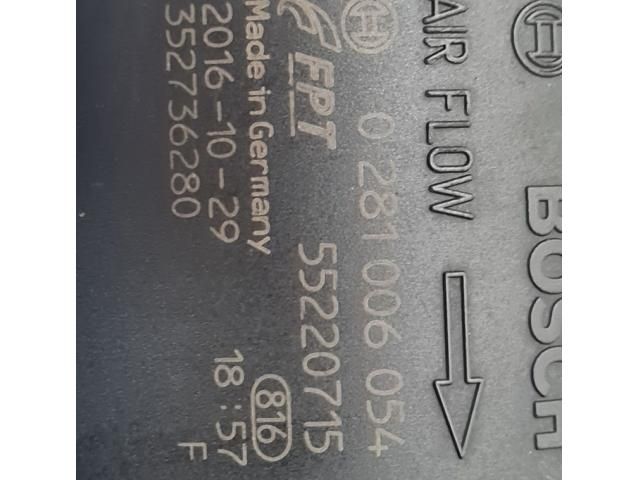 BOSCH
AIR FLOW
0 281 006 054
FPT 55220715
Made in Germany 816
2016-10-29 18:57
352736280 F